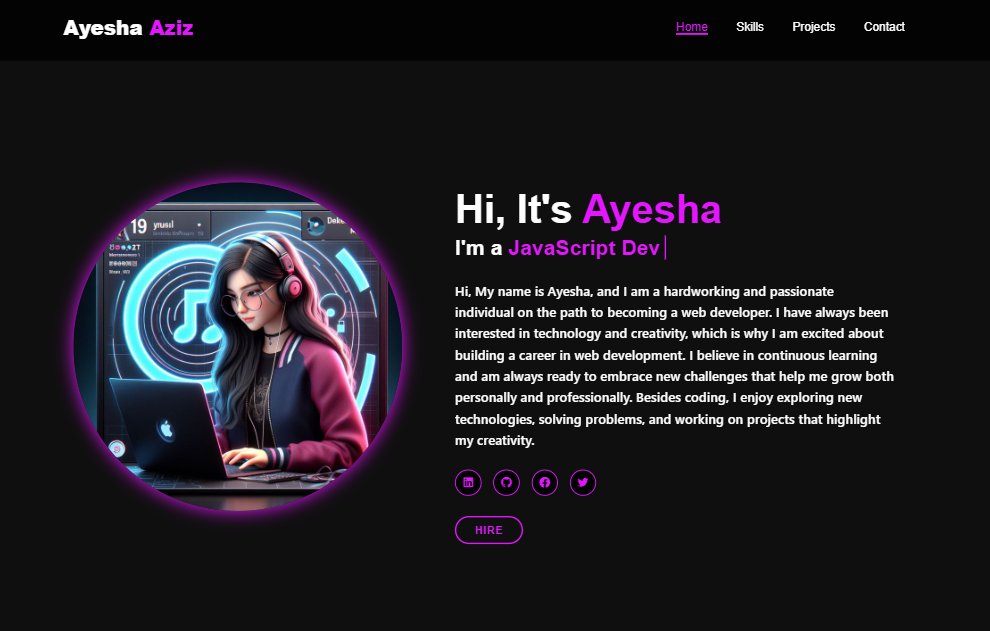 Ayesha Aziz
Home Skills Projects Contact
19
Hi, It's Ayesha
I'm a JavaScript Dev
Hi, My name is Ayesha, and I am a hardworking and passionate
individual on the path to becoming a web developer. I have always been
interested in technology and creativity, which is why I am excited about
building a career in web development. I believe in continuous learning
and am always ready to embrace new challenges that help me grow both
personally and professionally. Besides coding, I enjoy exploring new
technologies, solving problems, and working on projects that highlight
my creativity.
HIRE